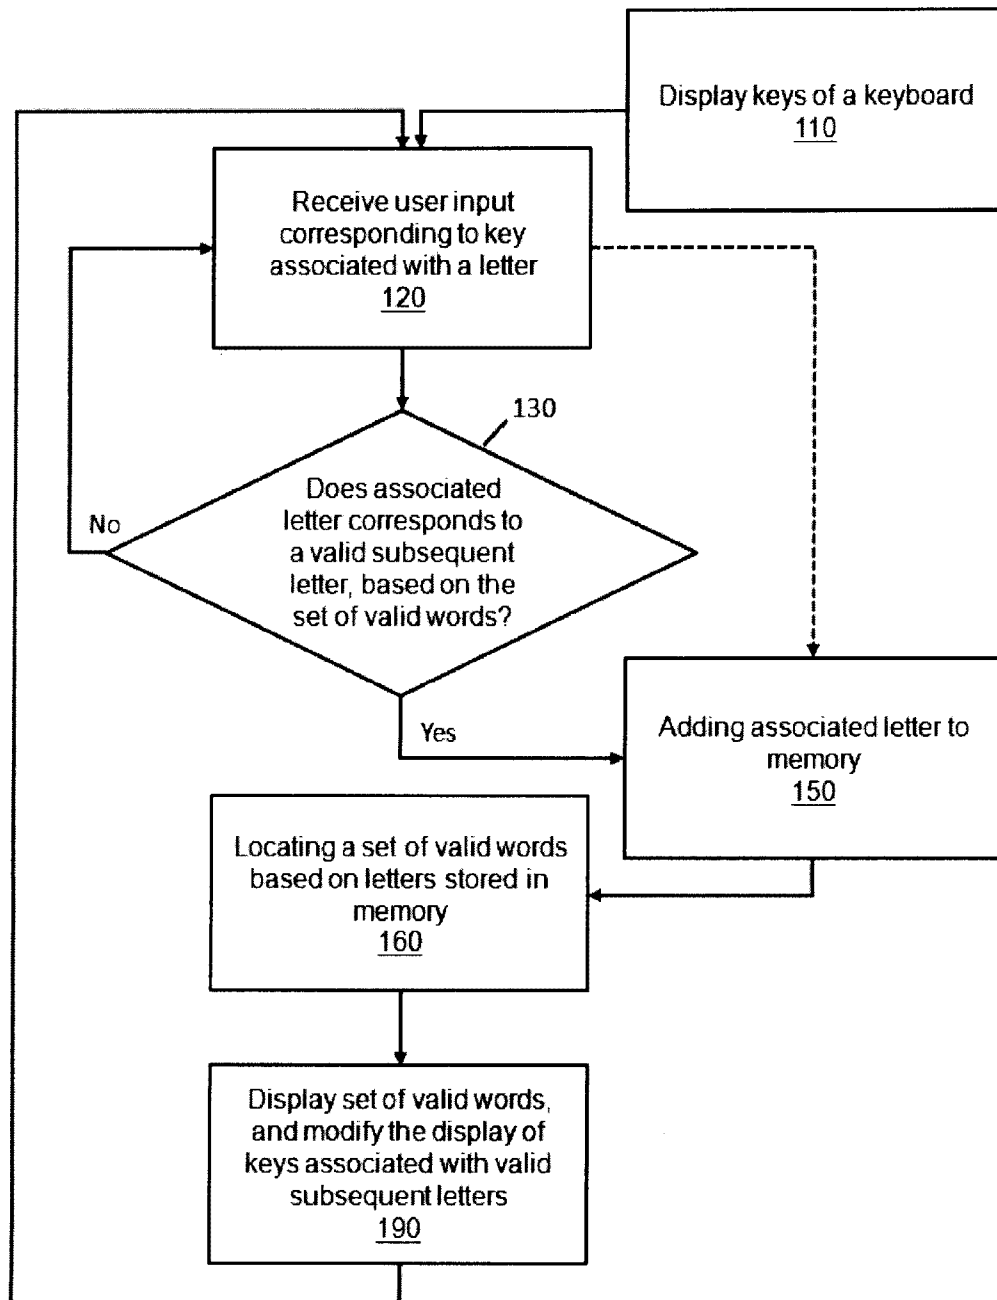 Display keys of a keyboard
110
Receive user input
corresponding to key
associated with a letter
120
130
Does associated
letter corresponds to
a valid subsequent
letter, based on the
set of valid words?
No
Yes
Adding associated letter to
memory
150
Locating a set of valid words
based on letters stored in
memory
160
Display set of valid words,
and modify the display of
keys associated with valid
subsequent letters
190